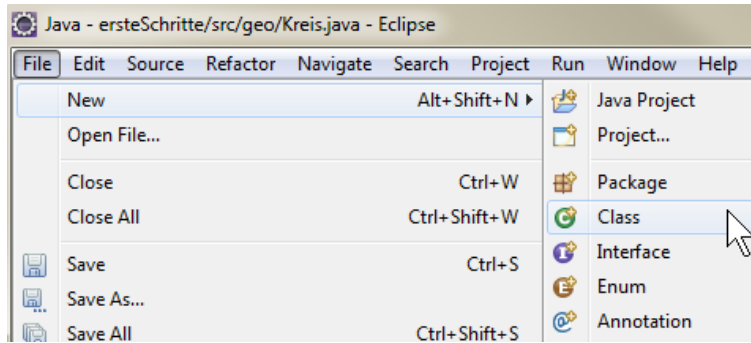 Java - ersteSchritte/src/geo/Kreis.java - Eclipse
File Edit Source Refactor Navigate Search Project Run Window Help
New Alt+Shift+N
Open File...
Close Ctrl+W
Close All Ctrl+Shift+W
Save Ctrl+S
Save As...
Save All Ctrl+Shift+S
Java Project
Project...
Package
Class
Interface
Enum
Annotation